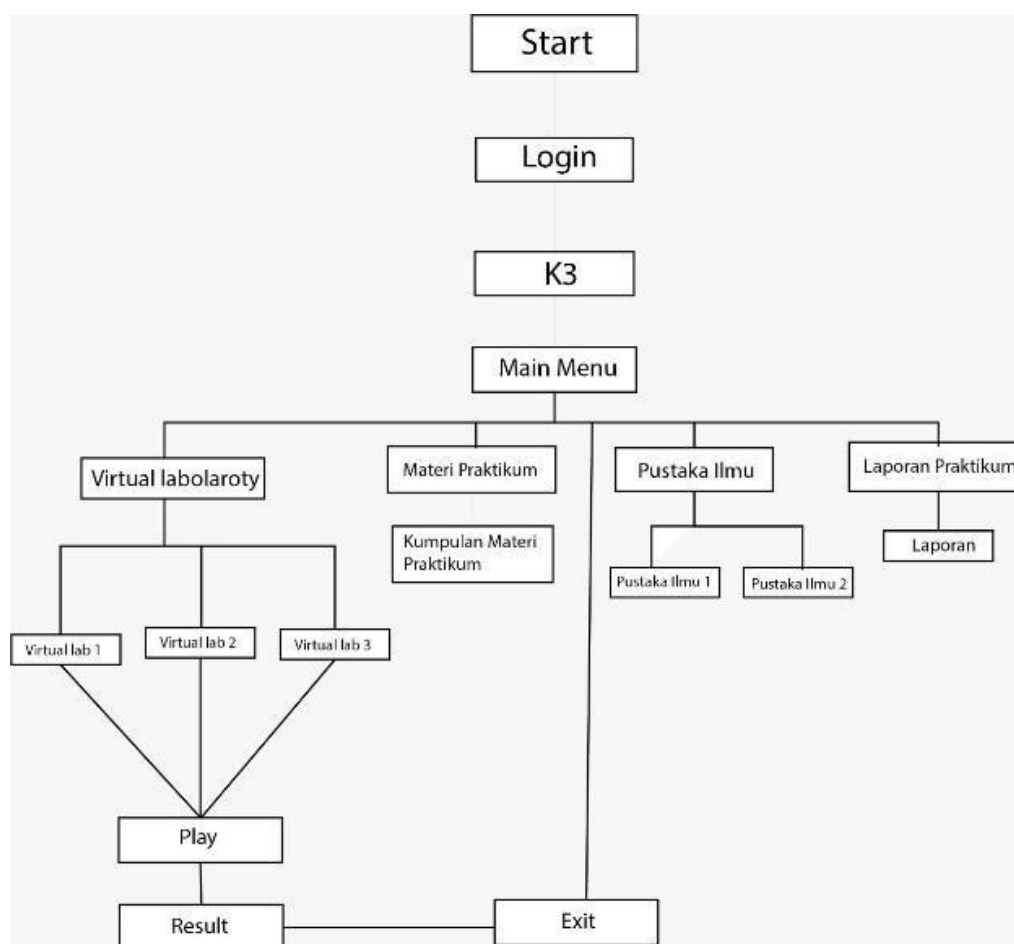 Start
Login
K3
Main Menu
Virtual labolaroty
Materi Praktikum
Pustaka Ilmu
Laporan Praktikum
Kumpulan Materi
Praktikum
Laporan
Pustaka Ilmu 1
Pustaka Ilmu 2
Virtual lab 1
Virtual lab 2
Virtual lab 3
Play
Result
Exit